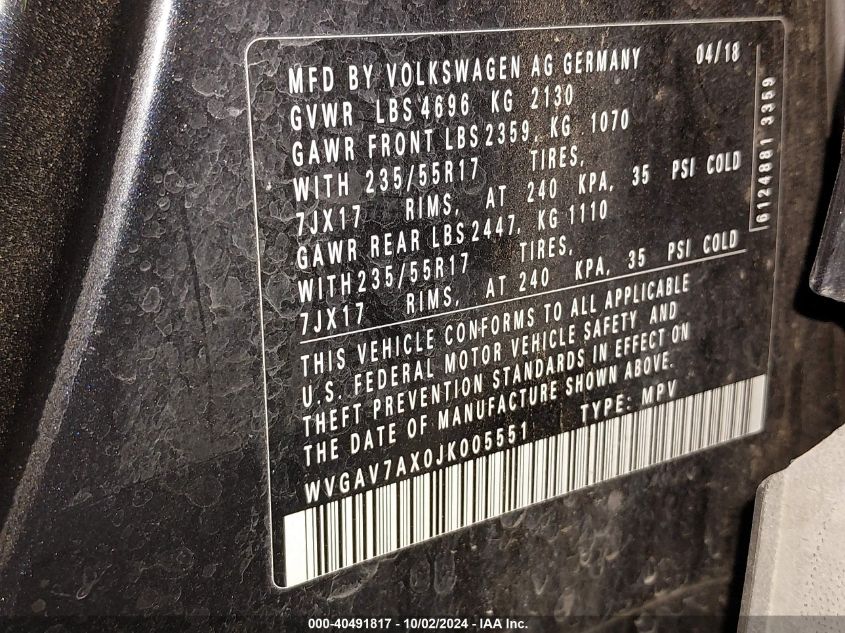 MFD BY VOLKSWAGEN AG GERMANY 04/18
GVWR LBS 4696 KG 2130
GAWR FRONT LBS 2359, KG 1070
WITH 235/55R17 TIRES,
7JX17 RIMS, AT 240 KPA, 35 PSI COLD
GAWR REAR LBS 2447, KG 1110
WITH 235/55R17 TIRES,
7JX17 RIMS, AT 240 KPA, 35 PSI COLD
THIS VEHICLE CONFORMS TO ALL APPLICABLE
U.S. FEDERAL MOTOR VEHICLE SAFETY AND
THEFT PREVENTION STANDARDS IN EFFECT ON
THE DATE OF MANUFACTURE SHOWN ABOVE.
WVGAV7AX0JK005551 TYPE: MPV
6124881 3359
000-40491817 - 10/02/2024 - IAA Inc.